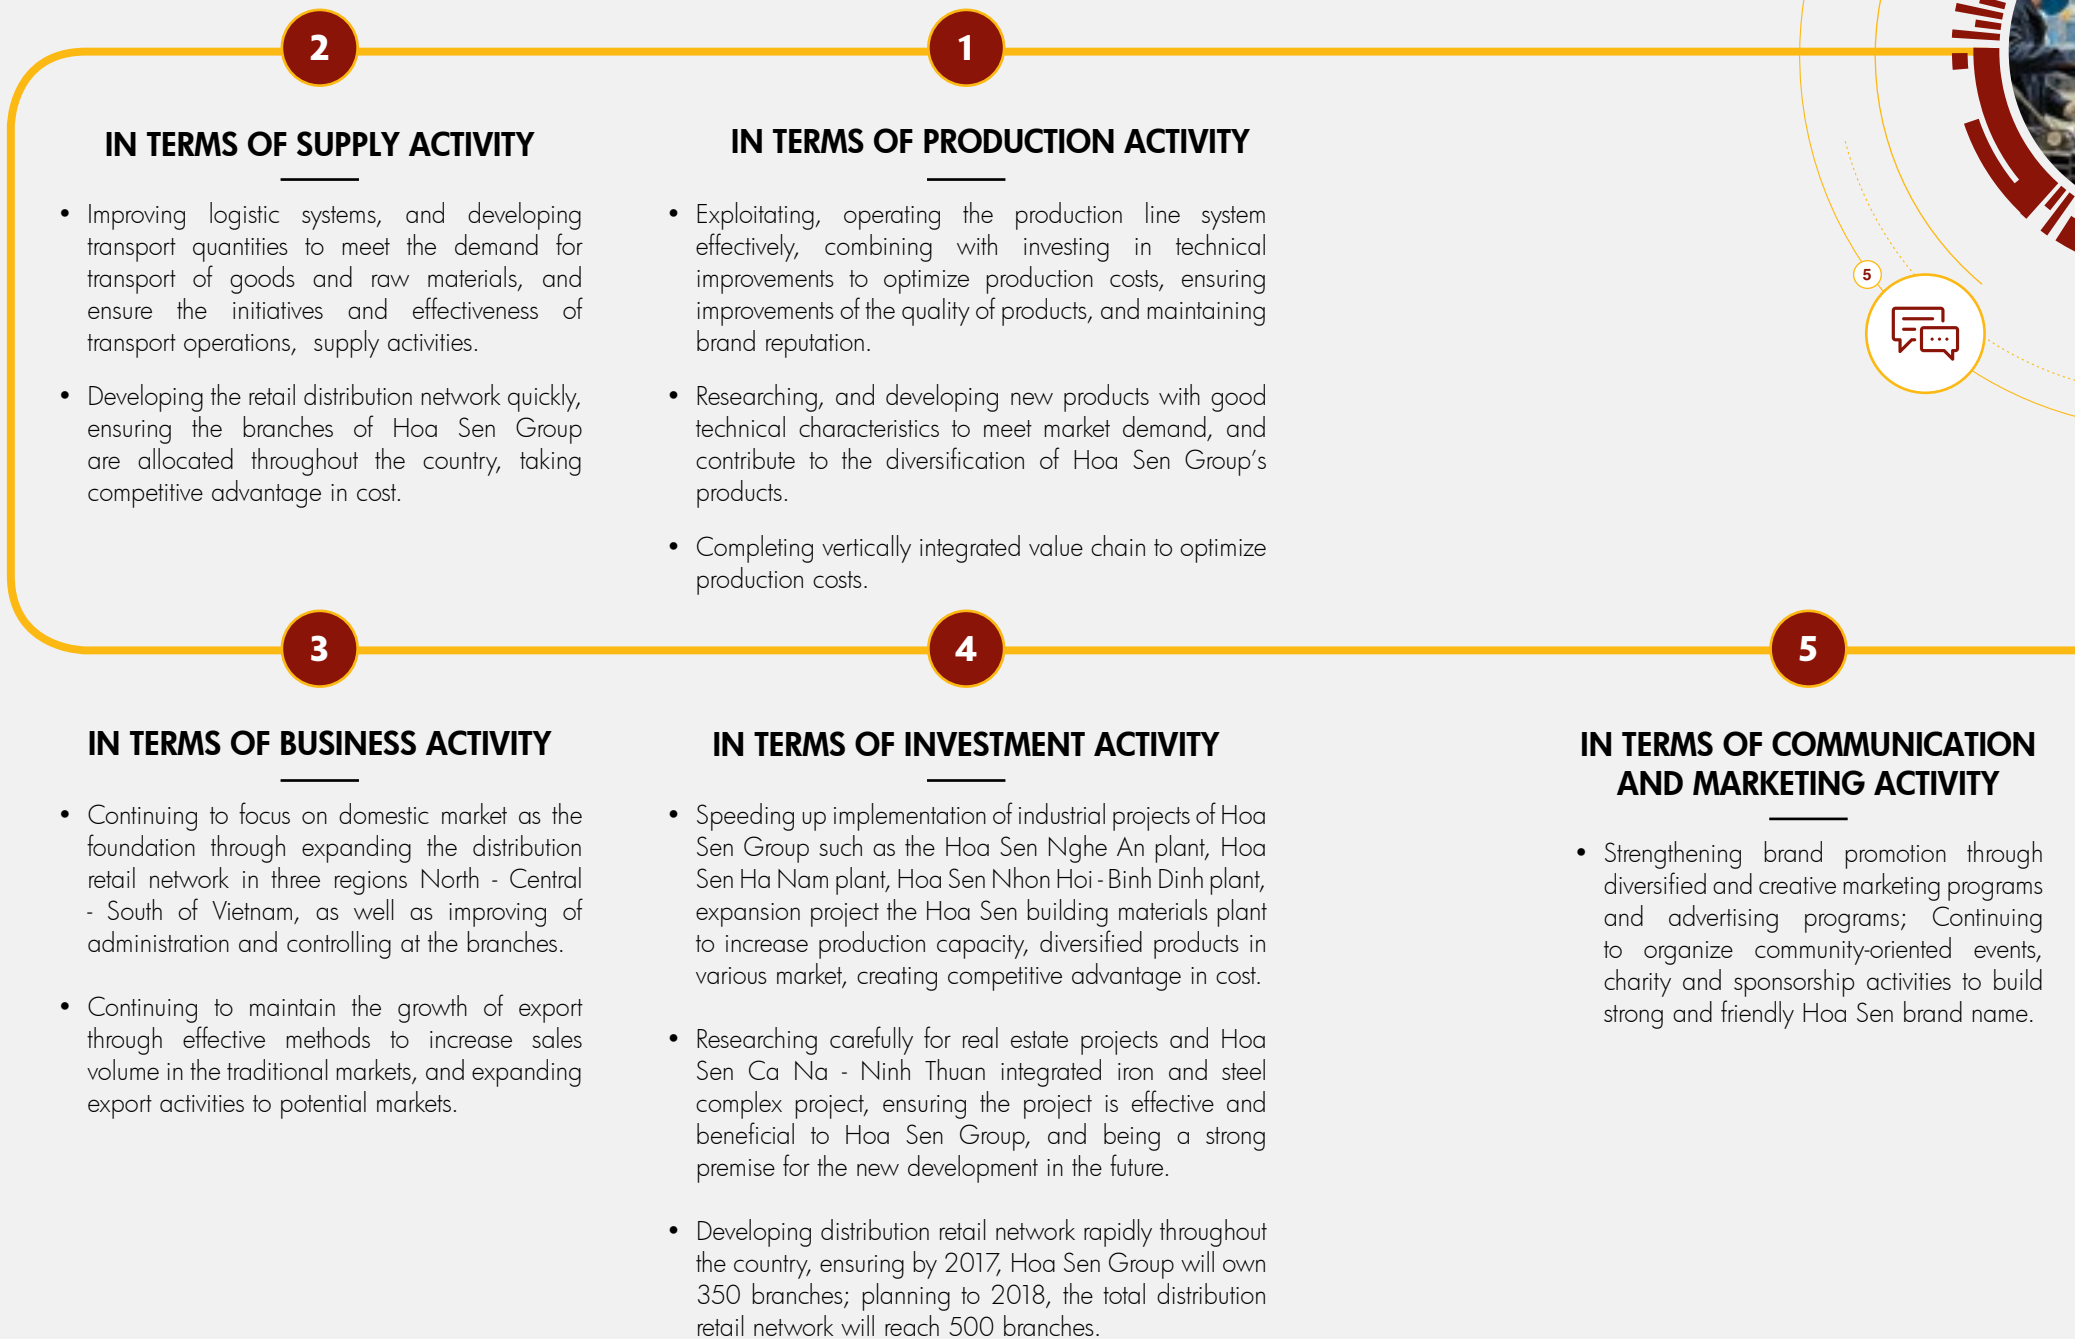 1
IN TERMS OF PRODUCTION ACTIVITY
• Exploitating, operating the production line system
effectively, combining with investing in technical
improvements to optimize production costs, ensuring
improvements of the quality of products, and maintaining
brand reputation.
• Researching, and developing new products with good
technical characteristics to meet market demand, and
contribute to the diversification of Hoa Sen Group’s
products.
• Completing vertically integrated value chain to optimize
production costs.
2
IN TERMS OF SUPPLY ACTIVITY
• Improving logistic systems, and developing
transport quantities to meet the demand for
transport of goods and raw materials, and
ensure the initiatives and effectiveness of
transport operations, supply activities.
• Developing the retail distribution network quickly,
ensuring the branches of Hoa Sen Group
are allocated throughout the country, taking
competitive advantage in cost.
3
IN TERMS OF BUSINESS ACTIVITY
• Continuing to focus on domestic market as the
foundation through expanding the distribution
retail network in three regions North - Central
- South of Vietnam, as well as improving of
administration and controlling at the branches.
• Continuing to maintain the growth of export
through effective methods to increase sales
volume in the traditional markets, and expanding
export activities to potential markets.
4
IN TERMS OF INVESTMENT ACTIVITY
• Speeding up implementation of industrial projects of Hoa
Sen Group such as the Hoa Sen Nghe An plant, Hoa
Sen Ha Nam plant, Hoa Sen Nhon Hoi - Binh Dinh plant,
expansion project the Hoa Sen building materials plant
to increase production capacity, diversified products in
various market, creating competitive advantage in cost.
• Researching carefully for real estate projects and Hoa
Sen Ca Na - Ninh Thuan integrated iron and steel
complex project, ensuring the project is effective and
beneficial to Hoa Sen Group, and being a strong
premise for the new development in the future.
• Developing distribution retail network rapidly throughout
the country, ensuring by 2017, Hoa Sen Group will own
350 branches; planning to 2018, the total distribution
retail network will reach 500 branches.
5
IN TERMS OF COMMUNICATION
AND MARKETING ACTIVITY
• Strengthening brand promotion through
diversified and creative marketing programs
and advertising programs; Continuing
to organize community-oriented events,
charity and sponsorship activities to build
strong and friendly Hoa Sen brand name.
5